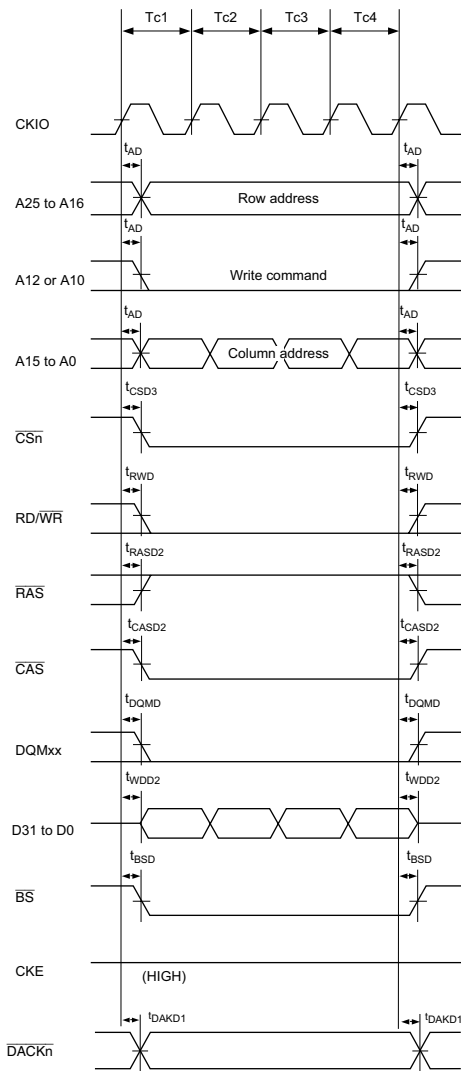 Tc1 Tc2 Tc3 Tc4
CKIO
tAD tAD
A25 to A16 Row address
tAD tAD
A12 or A10 Write command
tAD tAD
A15 to A0 Column address
tCSD3 tCSD3
CSn
tRWD tRWD
RD/WR
tRASD2 tRASD2
RAS
tCASD2 tCASD2
CAS
tDQMD tDQMD
DQMxx
tWDD2 tWDD2
D31 to D0
tBSD tBSD
BS
CKE (HIGH)
tDAKD1 tDAKD1
DACKn